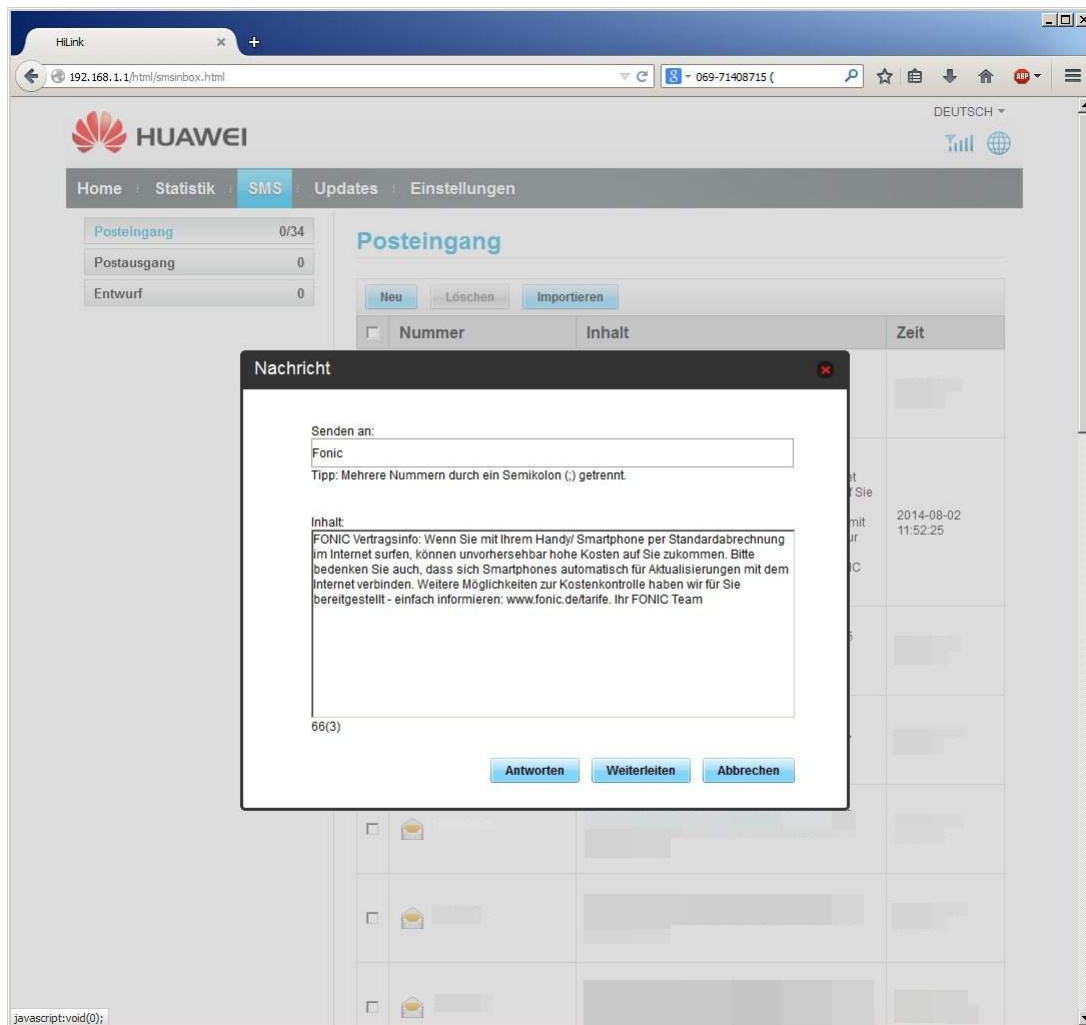 HiLink
192.168.1.1/html/smsinbox.html
069-71408715 (
ABP
DEUTSCH
HUAWEI
Home Statistik SMS Updates Einstellungen
Posteingang 0/34
Postausgang 0
Entwurf 0
Posteingang
Neu Löschen Importieren
Nummer Inhalt Zeit
Nachricht
Senden an:
Fonic
Tipp: Mehrere Nummern durch ein Semikolon (;) getrennt.
Inhalt:
FONIC Vertragsinfo: Wenn Sie mit Ihrem Handy/ Smartphone per Standardabrechnung
im Internet surfen, können unvorhersehbar hohe Kosten auf Sie zukommen. Bitte
bedenken Sie auch, dass sich Smartphones automatisch für Aktualisierungen mit dem
Internet verbinden. Weitere Möglichkeiten zur Kostenkontrolle haben wir für Sie
bereitgestellt - einfach informieren: www.fonic.de/tarife. Ihr FONIC Team
66(3)
Antworten Weiterleiten Abbrechen
Sie
mit
2014-08-02
11:52:25
javascript:void(0);